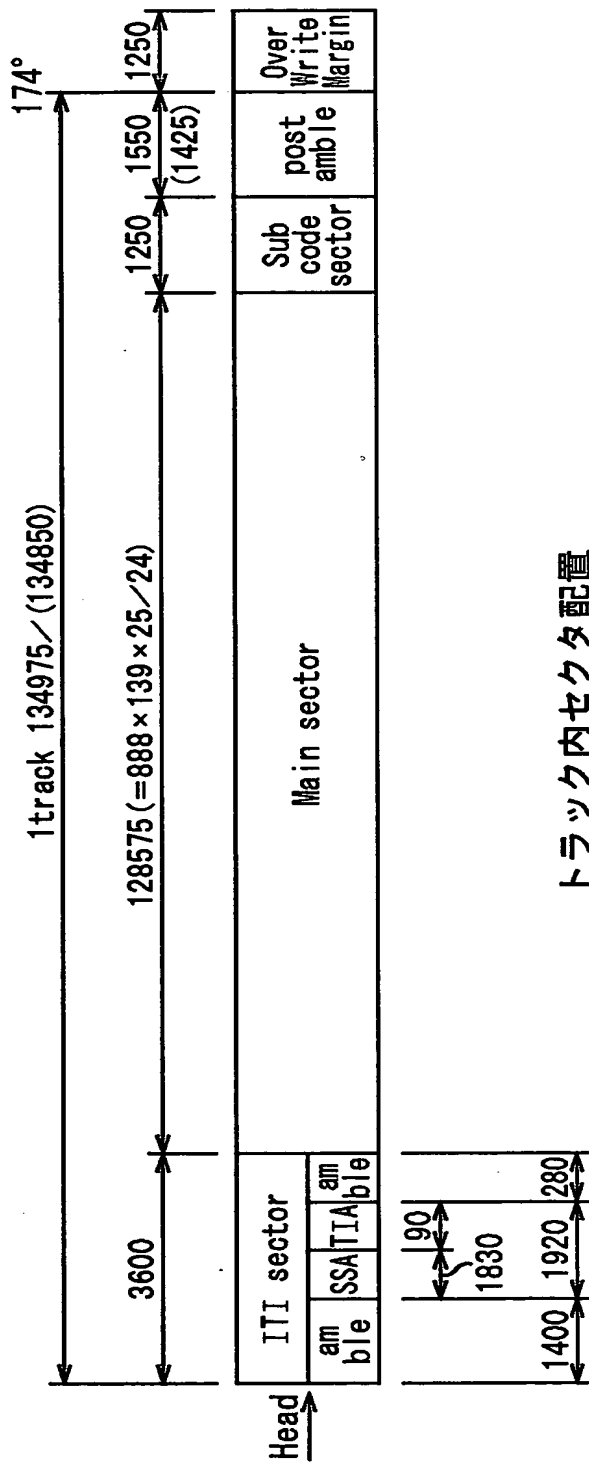 174°
1track 134975／(134850)
3600
128575(=888×139×25／24)
1250
1550
(1425)
1250
Head
ITI sector
am
ble
SSA
TIA
am
ble
Main sector
Sub
code
sector
post
amble
Over
Write
Margin
90
1830
1400
1920
280
トラック内セクタ配置